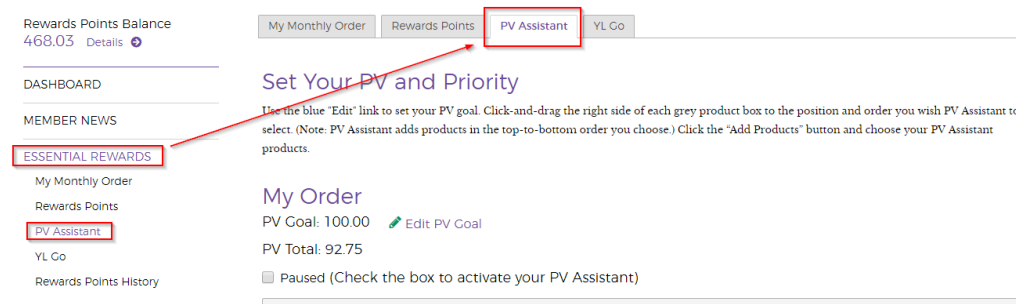 Rewards Points Balance
468.03 Details
DASHBOARD
MEMBER NEWS
ESSENTIAL REWARDS
My Monthly Order
Rewards Points
PV Assistant
YL Go
Rewards Points History
My Monthly Order Rewards Points PV Assistant YL Go
Set Your PV and Priority
Use the blue "Edit" link to set your PV goal. Click-and-drag the right side of each grey product box to the position and order you wish PV Assistant to
select. (Note: PV Assistant adds products in the top-to-bottom order you choose.) Click the "Add Products" button and choose your PV Assistant
products.
My Order
PV Goal: 100.00 Edit PV Goal
PV Total: 92.75
Paused (Check the box to activate your PV Assistant)